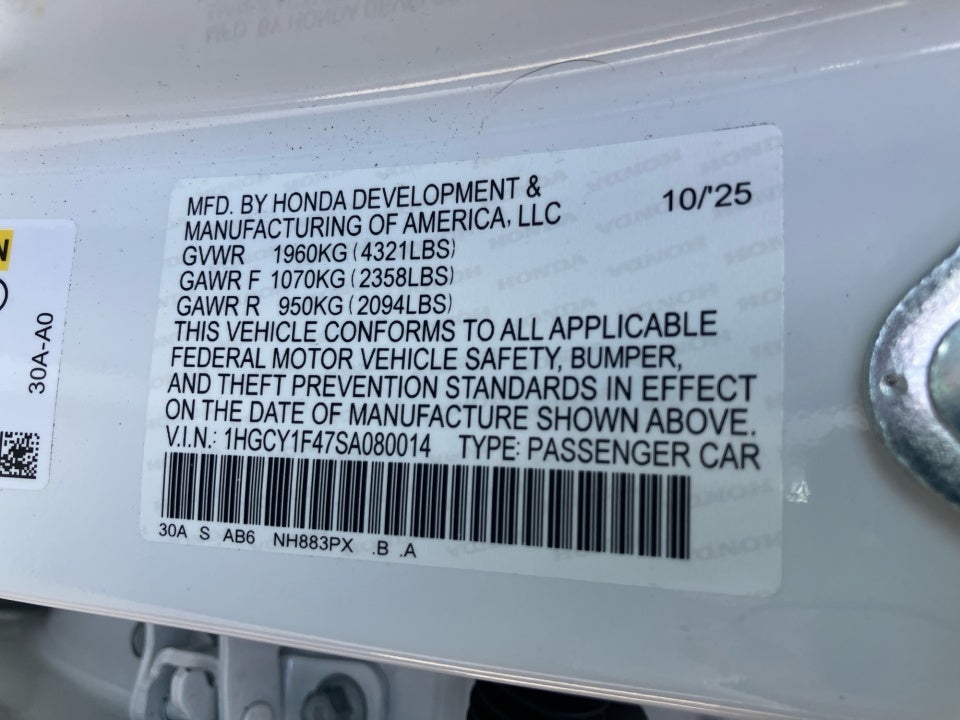 MFD. BY HONDA DEVELOPMENT &
MANUFACTURING OF AMERICA, LLC
10/'25
GVWR 1960KG (4321LBS)
GAWR F 1070KG (2358LBS)
GAWR R 950KG (2094LBS)
THIS VEHICLE CONFORMS TO ALL APPLICABLE
FEDERAL MOTOR VEHICLE SAFETY, BUMPER,
AND THEFT PREVENTION STANDARDS IN EFFECT
ON THE DATE OF MANUFACTURE SHOWN ABOVE.
V.I.N.: 1HGCY1F47SA080014 TYPE: PASSENGER CAR
30A S AB6 NH883PX .B .A
30A-A0
N